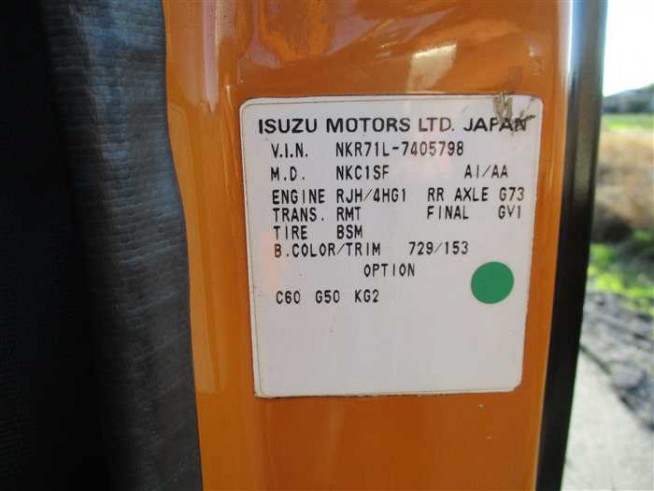 ISUZU MOTORS LTD. JAPAN
V.I.N. NKR71L-7405798
M.D. NKC1SF A1/AA
ENGINE RJH/4HG1 RR AXLE G73
TRANS. RMT FINAL GV1
TIRE BSM
B.COLOR/TRIM 729/153
OPTION
C60 G50 KG2